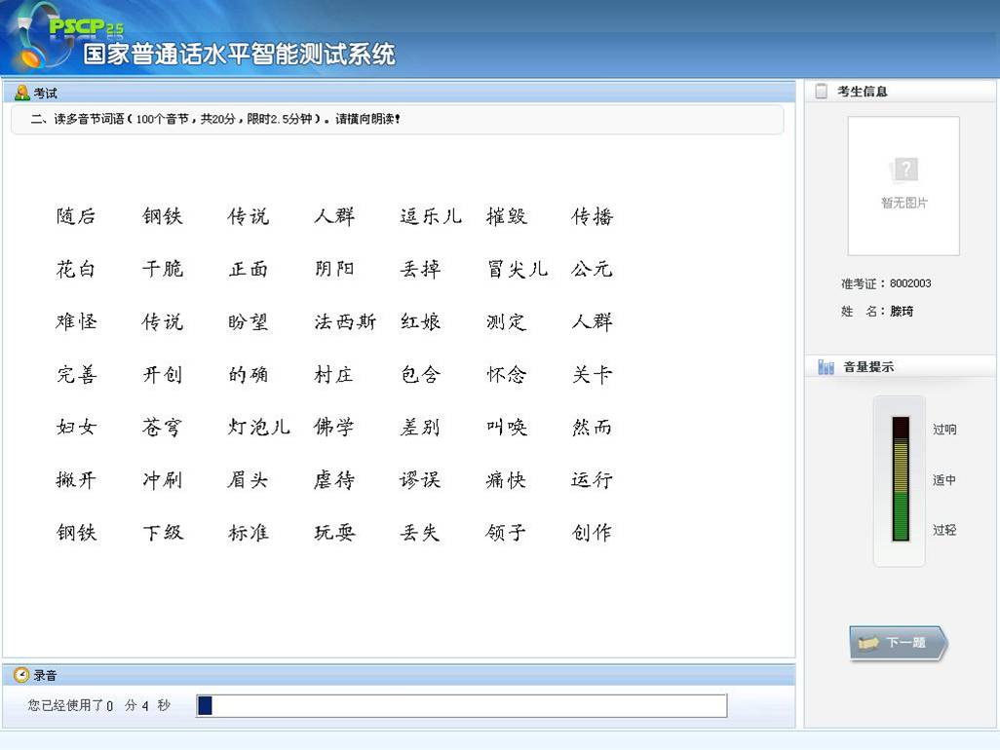 PSCP 2.5
国家普通话水平智能测试系统
考试
二、读多音节词语(100个音节,共20分,限时2.5分钟)。请横向朗读!
随后 钢铁 传说 人群 逗乐儿 摧毁 传播
花白 干脆 正面 阴阳 丢掉 冒尖儿 公元
难怪 传说 盼望 法西斯 红娘 测定 人群
完善 开创 的确 村庄 包含 怀念 关卡
妇女 苍穹 灯泡儿 佛学 差别 叫唤 然而
撇开 冲刷 眉头 虐待 谬误 痛快 运行
钢铁 下级 标准 玩耍 丢失 领子 创作
录音
您已经使用了0 分 4 秒
考生信息
?
暂无图片
准考证:8002003
姓 名:滕琦
音量提示
过响
适中
过轻
下一题